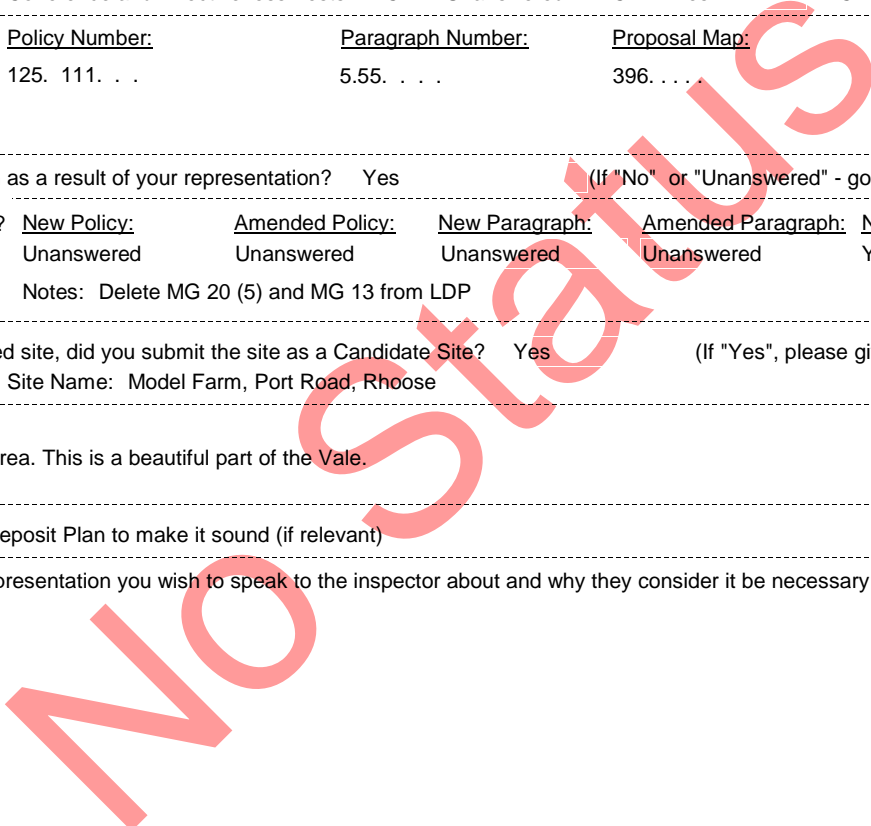 Policy Number: Paragraph Number: Proposal Map:
125. 111. . . 5.55. . . . 396. . . . .
as a result of your representation? Yes (If "No" or "Unanswered" - go
? New Policy: Amended Policy: New Paragraph: Amended Paragraph: N
Unanswered Unanswered Unanswered Unanswered Y
Notes: Delete MG 20 (5) and MG 13 from LDP
ed site, did you submit the site as a Candidate Site? Yes (If "Yes", please gi
Site Name: Model Farm, Port Road, Rhoose
rea. This is a beautiful part of the Vale.
eposit Plan to make it sound (if relevant)
presentation you wish to speak to the inspector about and why they consider it be necessary
No Status